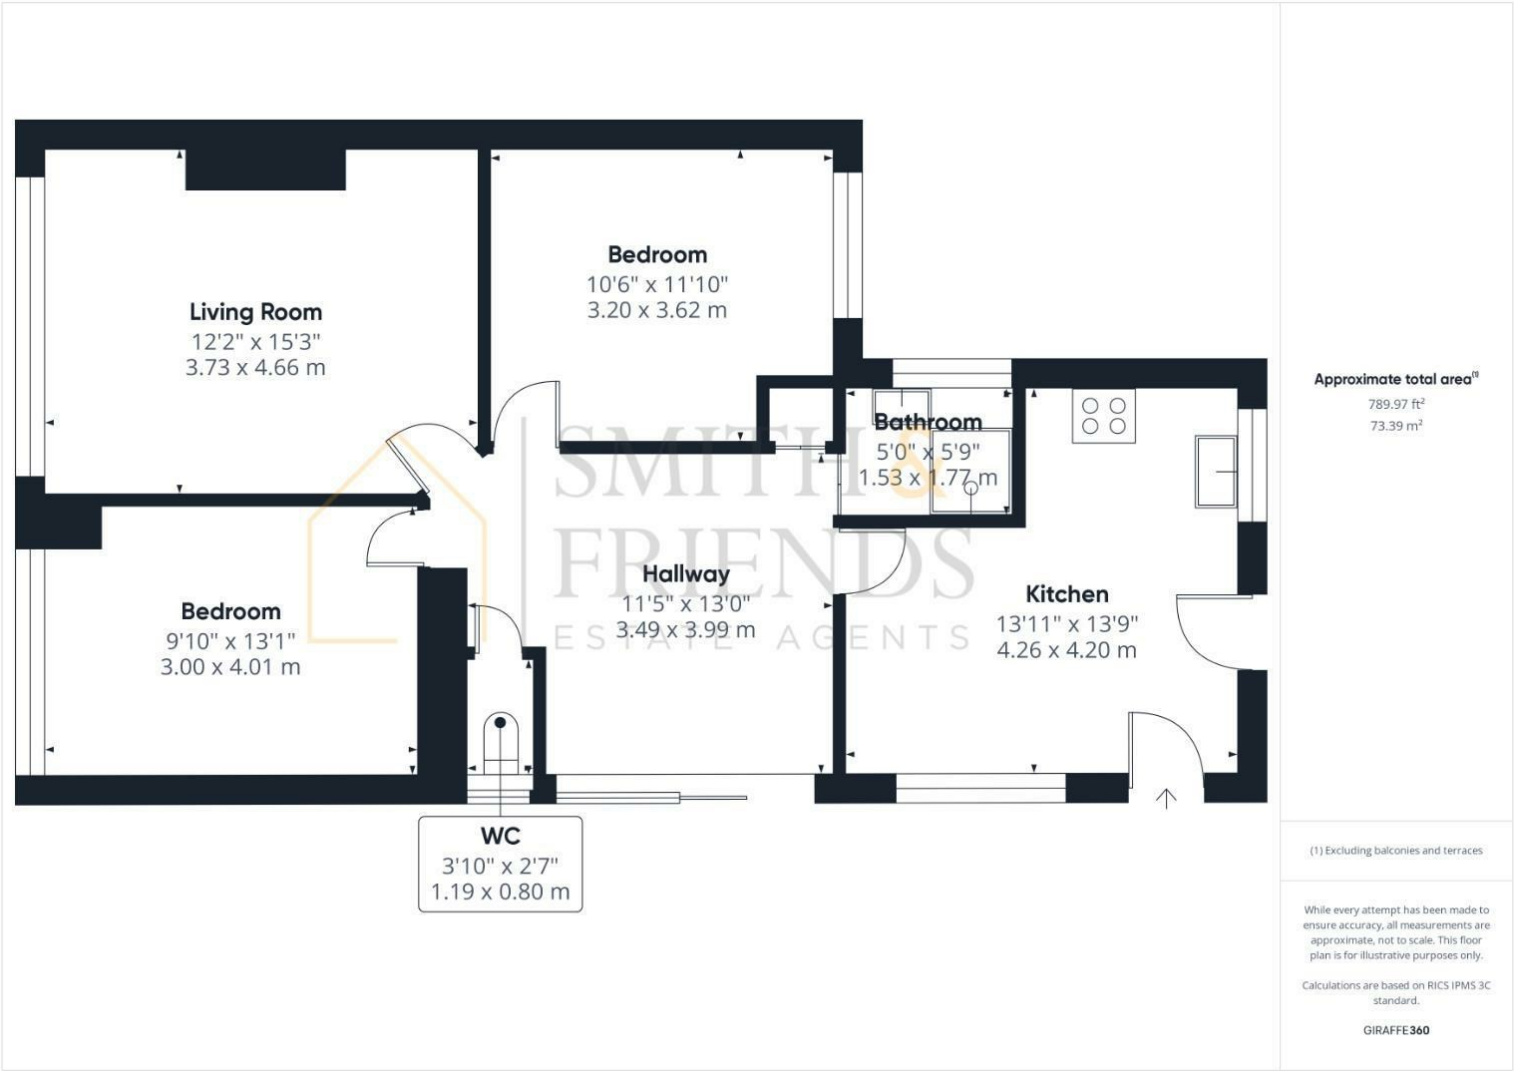 Living Room
12'2" x 15'3"
3.73 x 4.66 m
Bedroom
10'6" x 11'10"
3.20 x 3.62 m
Bathroom
5'0" x 5'9"
1.53 x 1.77 m
Bedroom
9'10" x 13'1"
3.00 x 4.01 m
Hallway
11'5" x 13'0"
3.49 x 3.99 m
Kitchen
13'11" x 13'9"
4.26 x 4.20 m
WC
3'10" x 2'7"
1.19 x 0.80 m
SMITH &
FRIENDS
ESTATE AGENTS
Approximate total area(1)
789.97 ft²
73.39 m²
(1) Excluding balconies and terraces
While every attempt has been made to
ensure accuracy, all measurements are
approximate, not to scale. This floor
plan is for illustrative purposes only.
Calculations are based on RICS IPMS 3C
standard.
GIRAFFE360